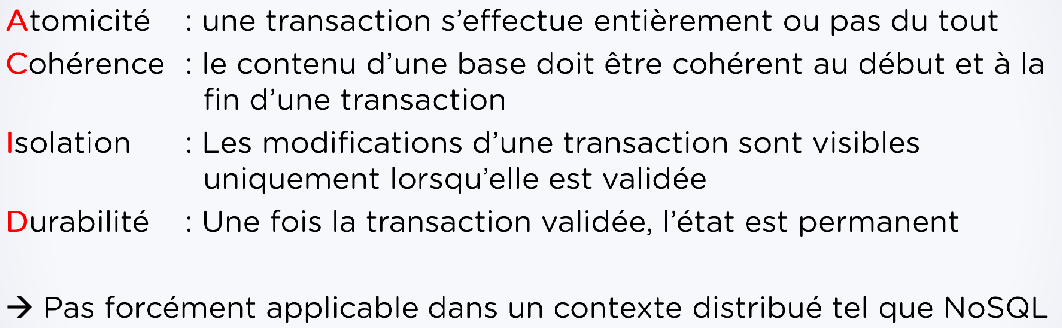 Atomicité : une transaction s’effectue entièrement ou pas du tout
Cohérence : le contenu d’une base doit être cohérent au début et à la
fin d’une transaction
Isolation : Les modifications d’une transaction sont visibles
uniquement lorsqu’elle est validée
Durabilité : Une fois la transaction validée, l’état est permanent
→ Pas forcément applicable dans un contexte distribué tel que NoSQL